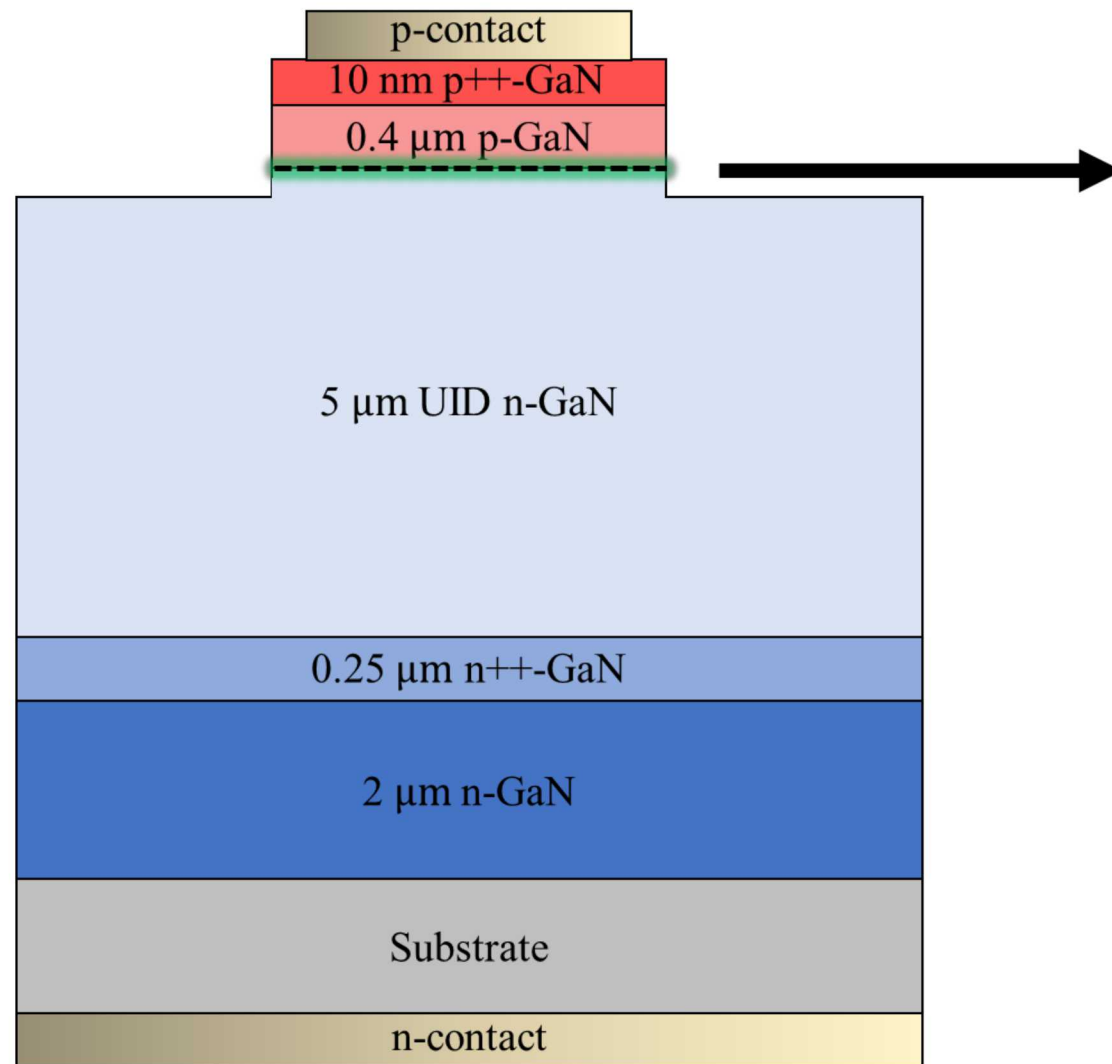 p-contact
10 nm p++-GaN
0.4 μm p-GaN
5 μm UID n-GaN
0.25 μm n++-GaN
2 μm n-GaN
Substrate
n-contact